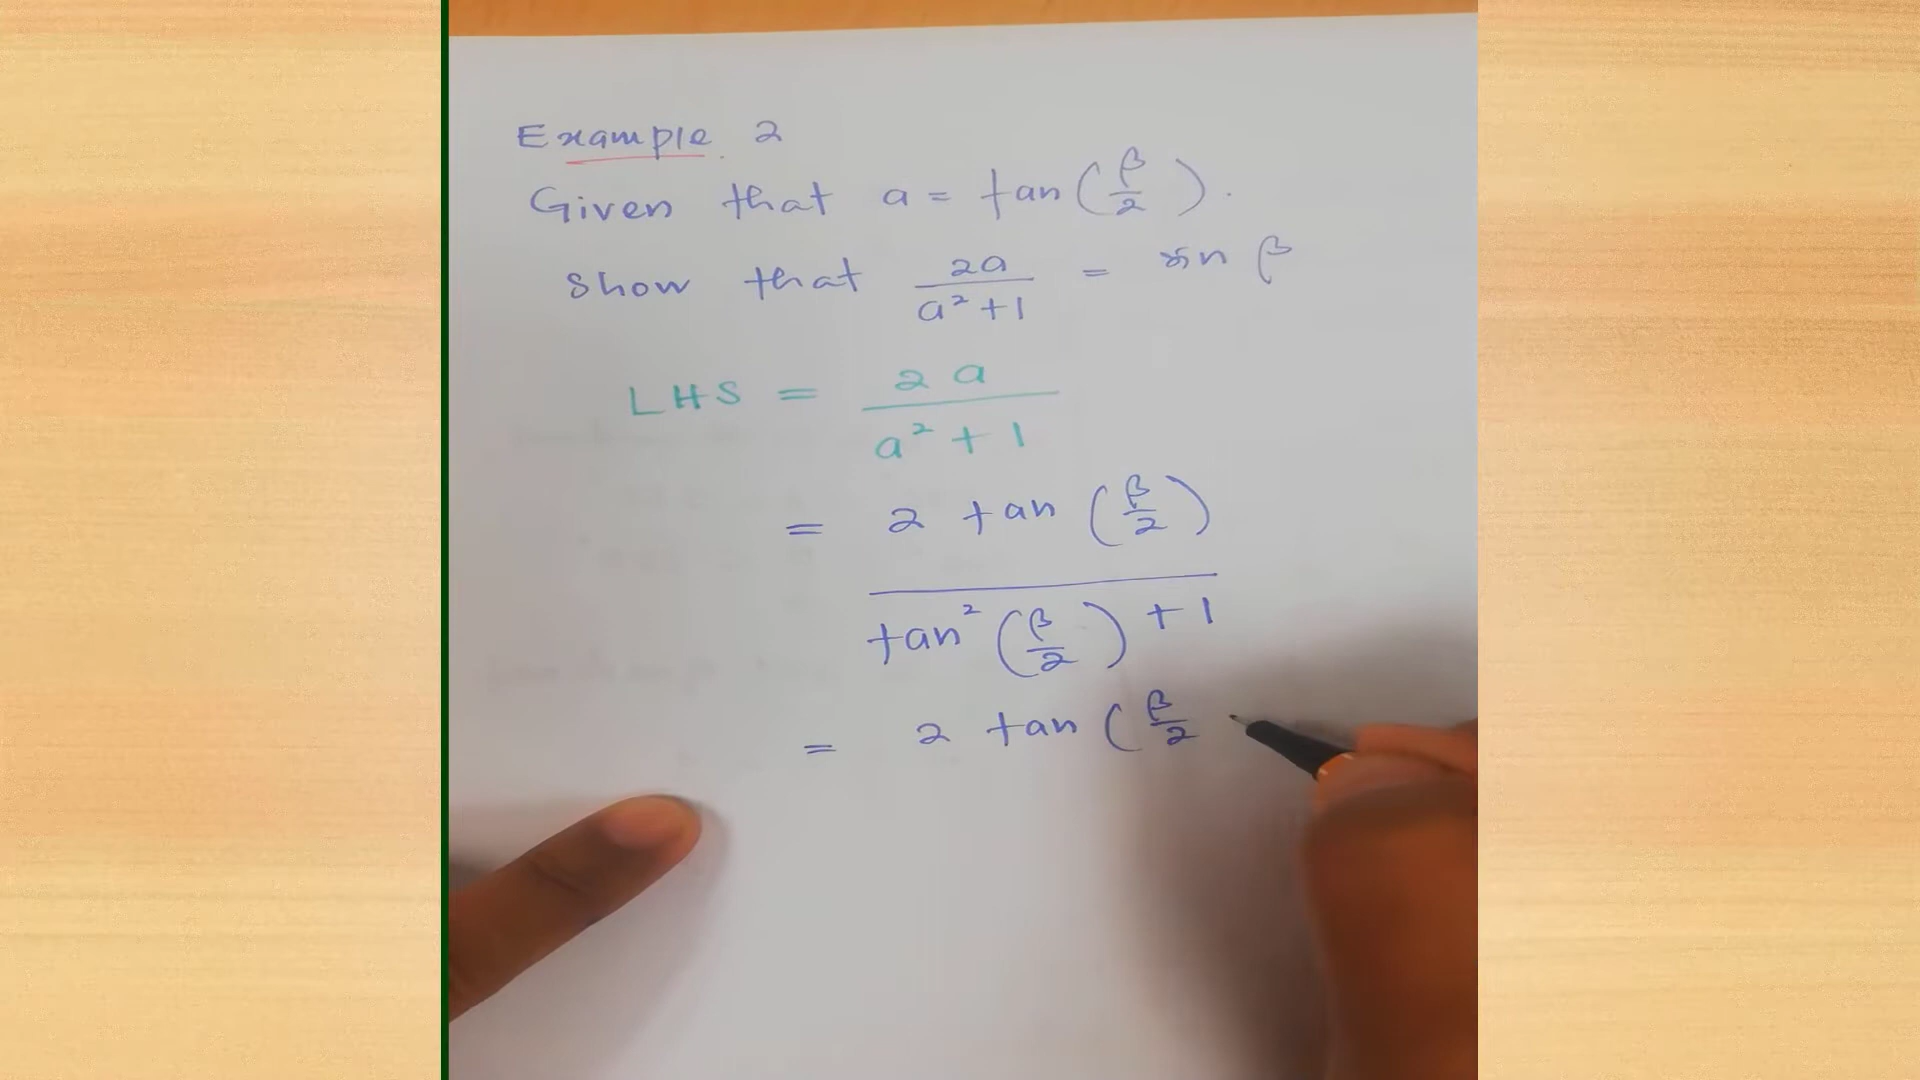 Example 2
Given that a = tan (β/2).
Show that 2a / a² + 1 = sin β
LHS = 2 a / a² + 1
= 2 tan (β/2) / tan² (β/2) + 1
= 2 tan (β/2